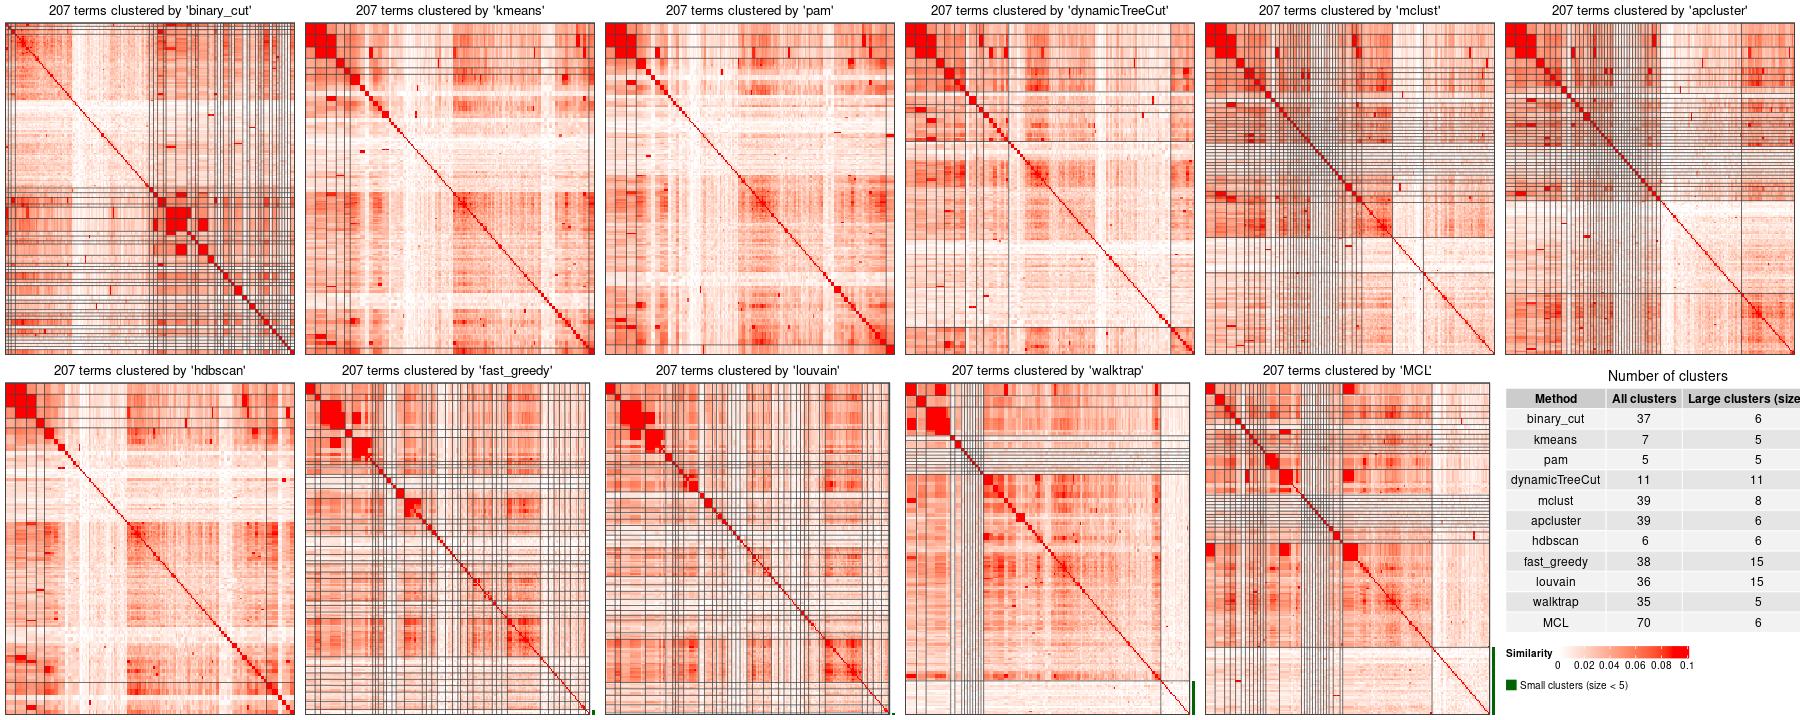 207 terms clustered by 'binary_cut'
207 terms clustered by 'kmeans'
207 terms clustered by 'pam'
207 terms clustered by 'dynamicTreeCut'
207 terms clustered by 'mclust'
207 terms clustered by 'apcluster'
207 terms clustered by 'hdbscan'
207 terms clustered by 'fast_greedy'
207 terms clustered by 'louvain'
207 terms clustered by 'walktrap'
207 terms clustered by 'MCL'
Number of clusters
Method All clusters Large clusters (size
binary_cut 37 6
kmeans 7 5
pam 5 5
dynamicTreeCut 11 11
mclust 39 8
apcluster 39 6
hdbscan 6 6
fast_greedy 38 15
louvain 36 15
walktrap 35 5
MCL 70 6
Similarity
0 0.02 0.04 0.06 0.08 0.1
Small clusters (size < 5)